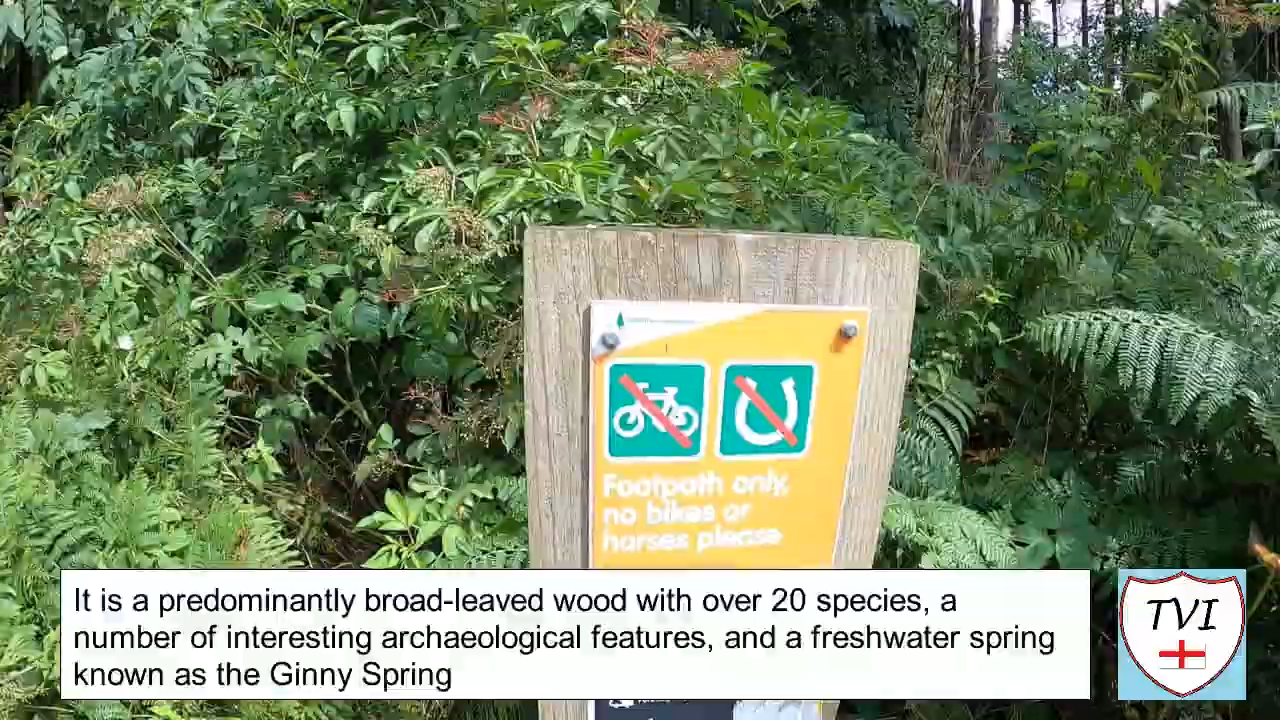 Footpath only,
no bikes or
horses please
It is a predominantly broad-leaved wood with over 20 species, a
number of interesting archaeological features, and a freshwater spring
known as the Ginny Spring
TVI